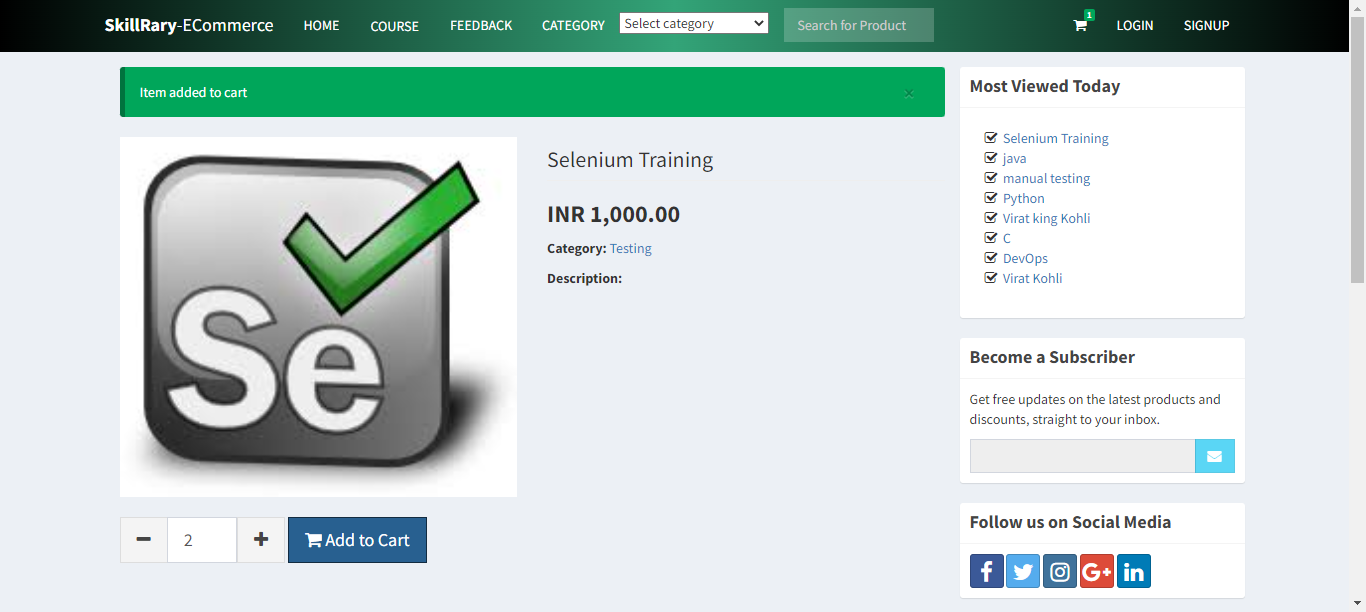 SkillRary-ECommerce HOME COURSE FEEDBACK CATEGORY Select category Search for Product 1 LOGIN SIGNUP
Item added to cart ×
Selenium Training
INR 1,000.00
Category: Testing
Description:
Se
2 Add to Cart
Most Viewed Today
Selenium Training
java
manual testing
Python
Virat king Kohli
C
DevOps
Virat Kohli
Become a Subscriber
Get free updates on the latest products and
discounts, straight to your inbox.
Follow us on Social Media
f G+ in